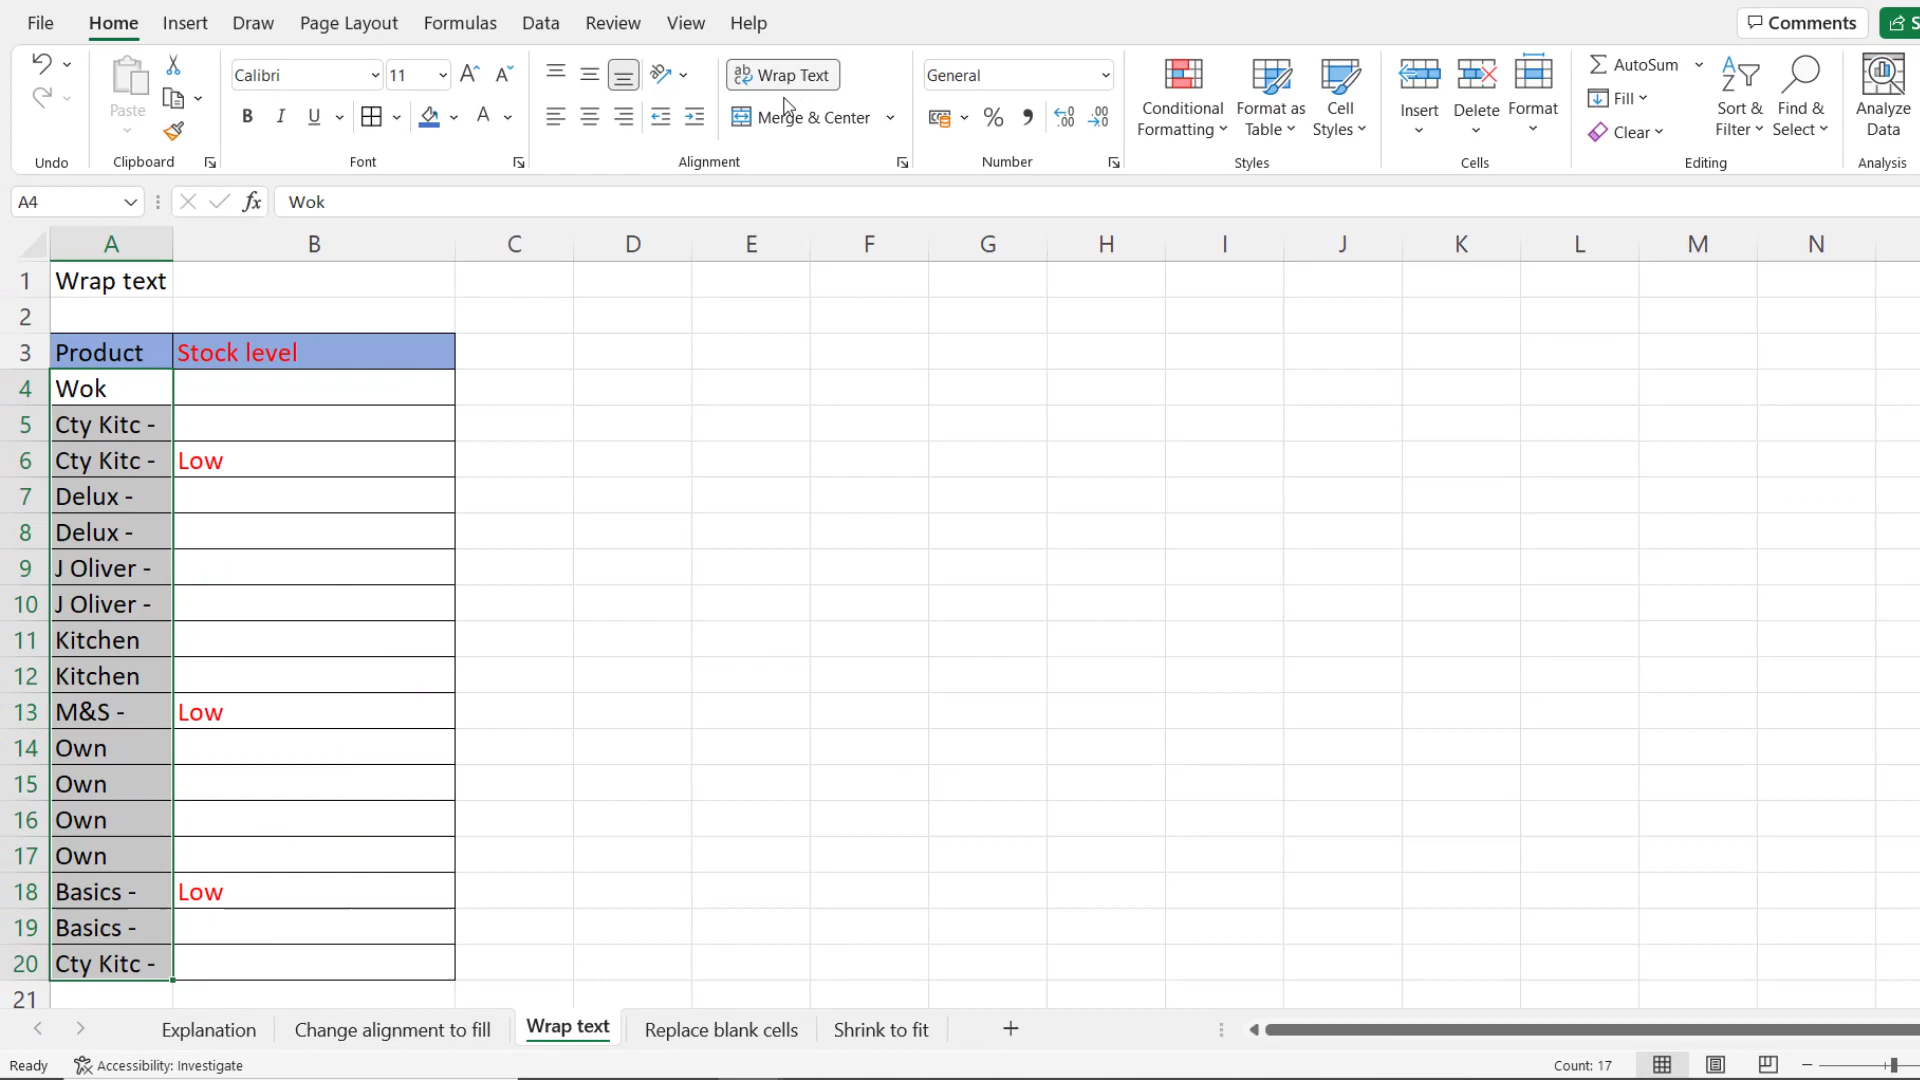 File Home Insert Draw Page Layout Formulas Data Review View Help Comments
Calibri 11 Wrap Text General
Paste B I U A Merge & Center % Conditional Formatting Format as Table Cell Styles Insert Delete Format AutoSum Fill Clear Sort & Filter Find & Select Analyze Data
Undo Clipboard Font Alignment Number Styles Cells Editing Analysis
A4 fx Wok
A B C D E F G H I J K L M N
1 Wrap text
2
3 Product Stock level
4 Wok
5 Cty Kitc -
6 Cty Kitc - Low
7 Delux -
8 Delux -
9 J Oliver -
10 J Oliver -
11 Kitchen
12 Kitchen
13 M&S - Low
14 Own
15 Own
16 Own
17 Own
18 Basics - Low
19 Basics -
20 Cty Kitc -
21
Explanation Change alignment to fill Wrap text Replace blank cells Shrink to fit
Ready Accessibility: Investigate Count: 17